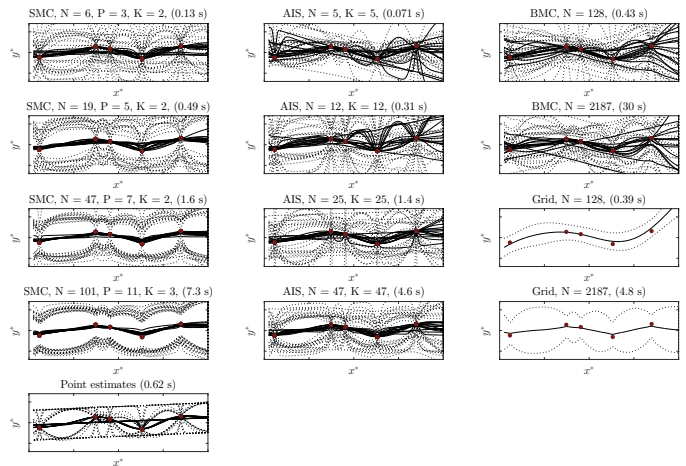 SMC, N = 6, P = 3, K = 2, (0.13 s)
AIS, N = 5, K = 5, (0.071 s)
BMC, N = 128, (0.43 s)
y*
y*
y*
x*
x*
x*
SMC, N = 19, P = 5, K = 2, (0.49 s)
AIS, N = 12, K = 12, (0.31 s)
BMC, N = 2187, (30 s)
y*
y*
y*
x*
x*
x*
SMC, N = 47, P = 7, K = 2, (1.6 s)
AIS, N = 25, K = 25, (1.4 s)
Grid, N = 128, (0.39 s)
y*
y*
y*
x*
x*
x*
SMC, N = 101, P = 11, K = 3, (7.3 s)
AIS, N = 47, K = 47, (4.6 s)
Grid, N = 2187, (4.8 s)
y*
y*
y*
x*
x*
x*
Point estimates (0.62 s)
y*
x*